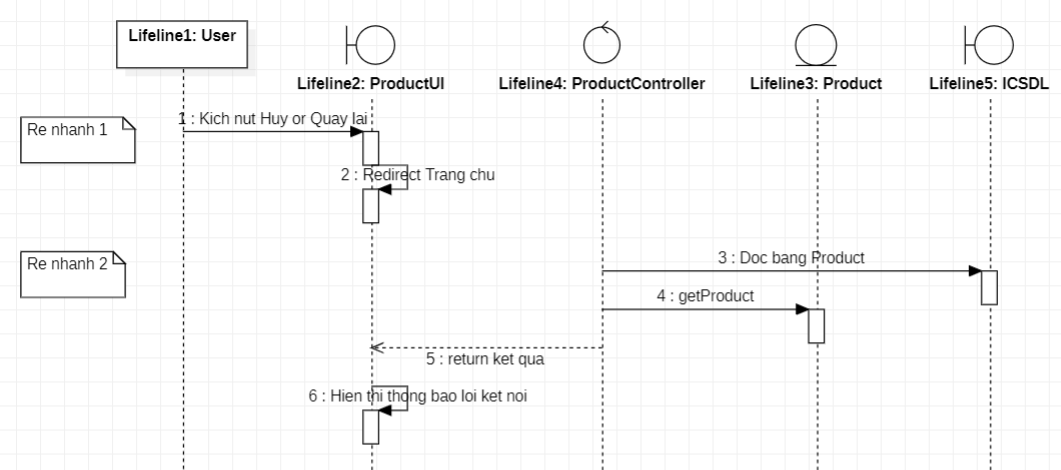 Lifeline1: User
Lifeline2: ProductUI
Lifeline4: ProductController
Lifeline3: Product
Lifeline5: ICSDL
Re nhanh 1
1 : Kich nut Huy or Quay lai
2 : Redirect Trang chu
Re nhanh 2
3 : Doc bang Product
4 : getProduct
5 : return ket qua
6 : Hien thi thong bao loi ket noi